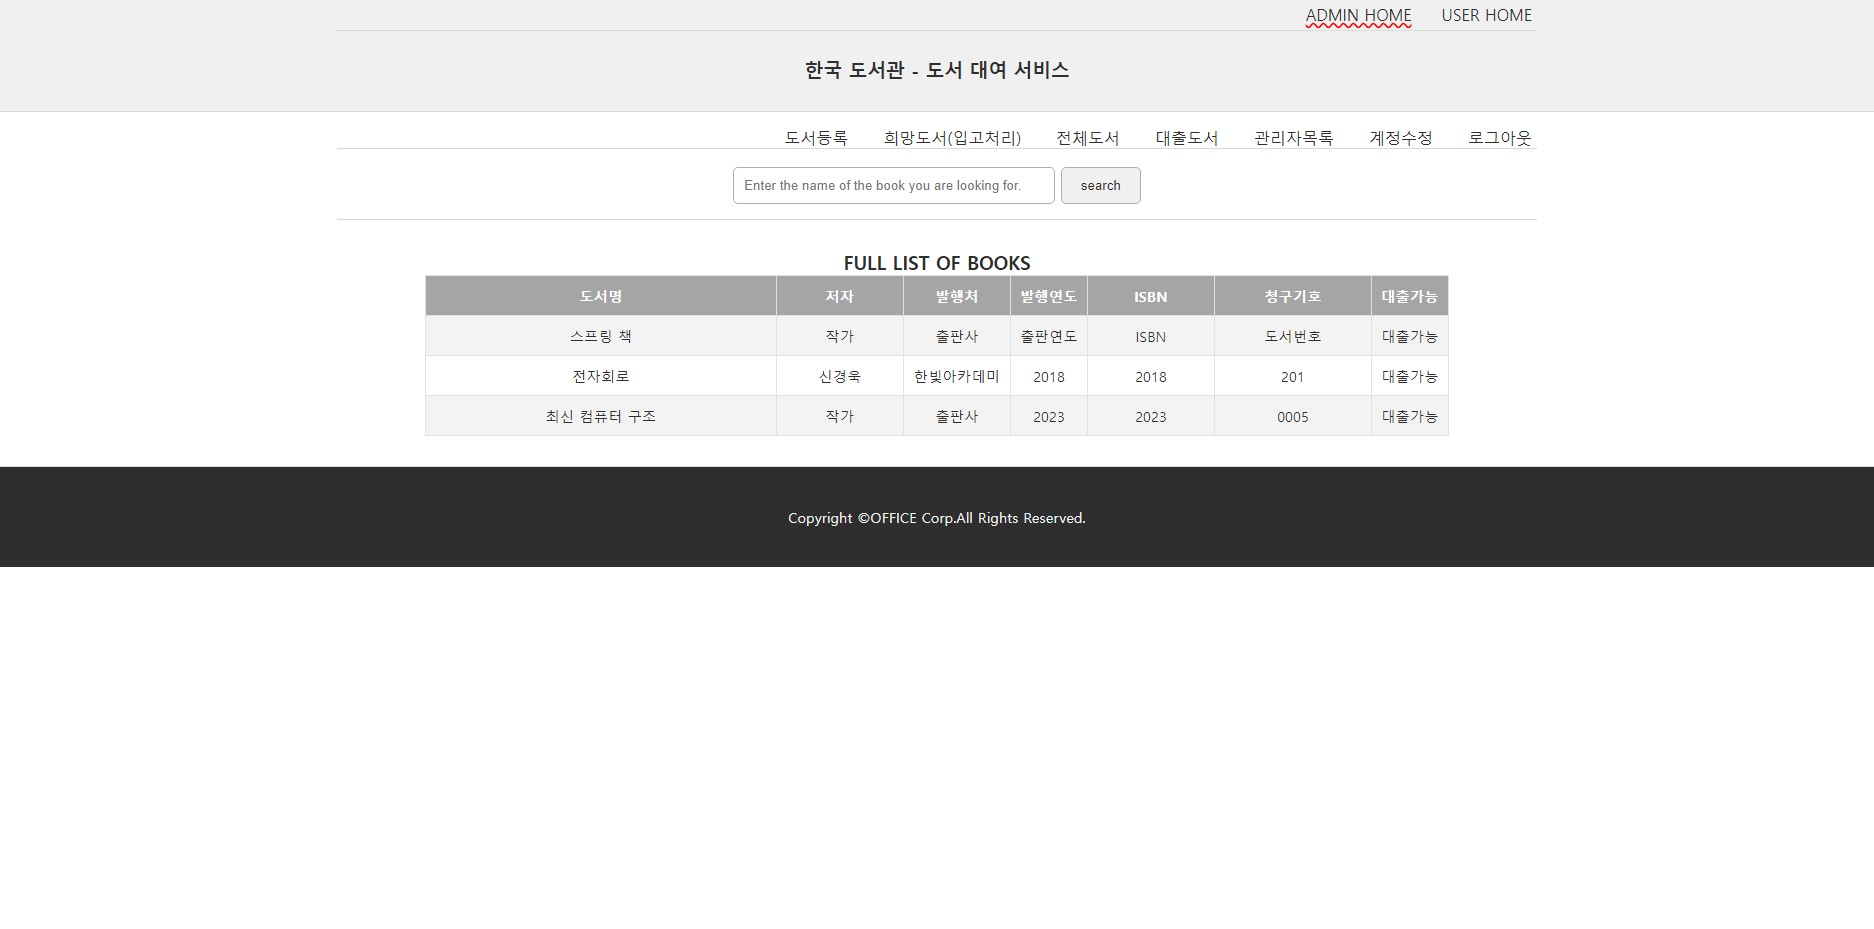 ADMIN HOME USER HOME
한국 도서관 - 도서 대여 서비스
도서등록 희망도서(입고처리) 전체도서 대출도서 관리자목록 계정수정 로그아웃
Enter the name of the book you are looking for. search
FULL LIST OF BOOKS
도서명 저자 발행처 발행연도 ISBN 청구기호 대출가능
스프링 책 작가 출판사 출판연도 ISBN 도서번호 대출가능
전자회로 신경욱 한빛아카데미 2018 2018 201 대출가능
최신 컴퓨터 구조 작가 출판사 2023 2023 0005 대출가능
Copyright ©OFFICE Corp.All Rights Reserved.